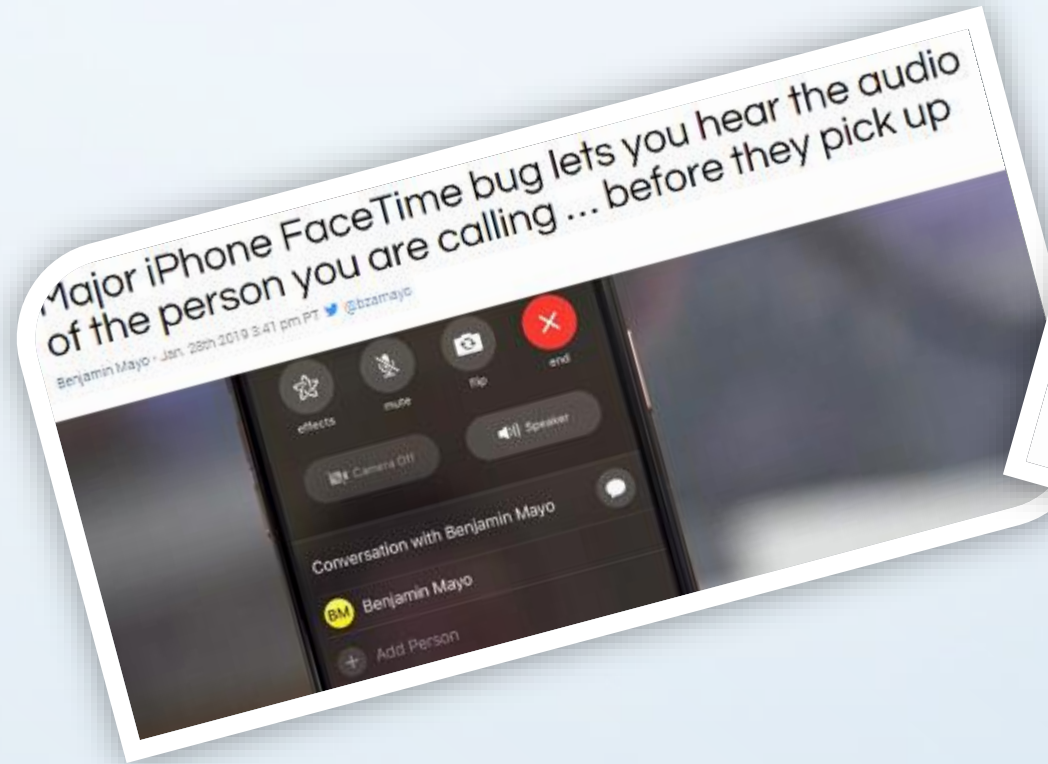 Major iPhone FaceTime bug lets you hear the audio
of the person you are calling … before they pick up
Benjamin Mayo - Jan. 28th 2019 3:41 pm PT @bzamayo
effects
mute
flip
end
Camera Off
Speaker
Conversation with Benjamin Mayo
BM Benjamin Mayo
+ Add Person